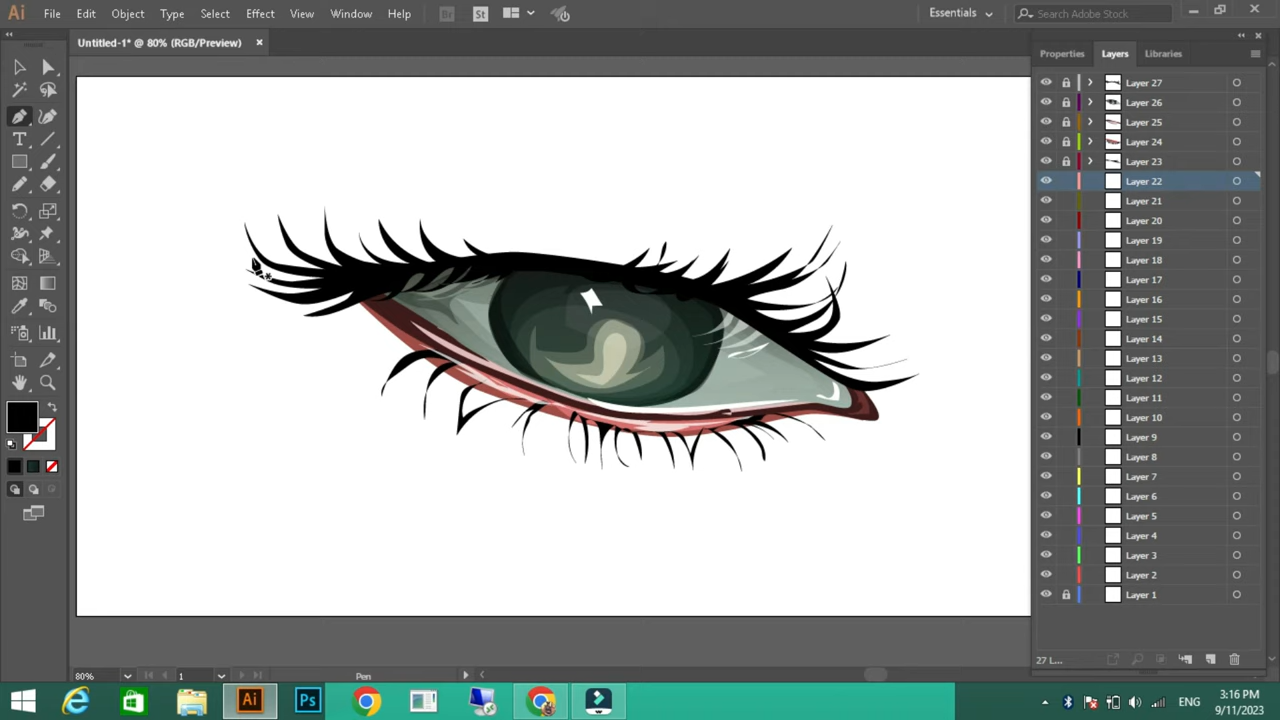 Ai File Edit Object Type Select Effect View Window Help Br St Essentials Search Adobe Stock
Untitled-1* @ 80% (RGB/Preview)
Properties Layers Libraries
Layer 27
Layer 26
Layer 25
Layer 24
Layer 23
Layer 22
Layer 21
Layer 20
Layer 19
Layer 18
Layer 17
Layer 16
Layer 15
Layer 14
Layer 13
Layer 12
Layer 11
Layer 10
Layer 9
Layer 8
Layer 7
Layer 6
Layer 5
Layer 4
Layer 3
Layer 2
Layer 1
27 L...
80% 1 Pen
Ai Ps ENG 3:16 PM
9/11/2023